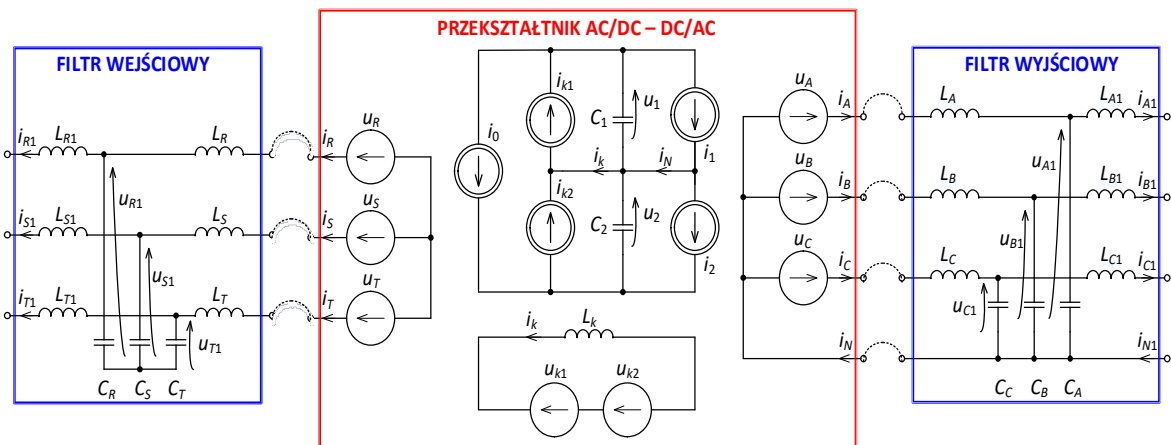 PRZEKSZTAŁTNIK AC/DC – DC/AC
FILTR WEJŚCIOWY
FILTR WYJŚCIOWY
iR1 LR1 LR iR uR
uR1
iS1 LS1 LS iS uS
uS1
iT1 LT1 LT iT uT
uT1
CR CS CT
i0
ik1
C1 u1
i1
ik iN
ik2
C2 u2
i2
ik Lk
uk1 uk2
uA iA LA LA1 iA1
uA1
uB iB LB LB1 iB1
uB1
uC iC LC LC1 iC1
uC1
iN iN1
CC CB CA